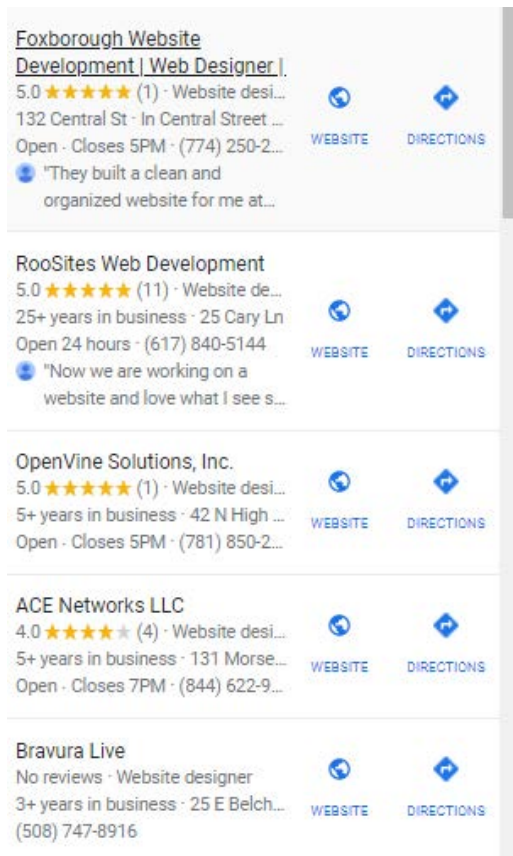 Foxborough Website
Development | Web Designer |
5.0 ★★★★★ (1) · Website desi...
132 Central St · In Central Street ...
Open · Closes 5PM · (774) 250-2...
"They built a clean and
organized website for me at...
WEBSITE
DIRECTIONS
RooSites Web Development
5.0 ★★★★★ (11) · Website de...
25+ years in business · 25 Cary Ln
Open 24 hours · (617) 840-5144
"Now we are working on a
website and love what I see s...
WEBSITE
DIRECTIONS
OpenVine Solutions, Inc.
5.0 ★★★★★ (1) · Website desi...
5+ years in business · 42 N High ...
Open · Closes 5PM · (781) 850-2...
WEBSITE
DIRECTIONS
ACE Networks LLC
4.0 ★★★★★ (4) · Website desi...
5+ years in business · 131 Morse...
Open · Closes 7PM · (844) 622-9...
WEBSITE
DIRECTIONS
Bravura Live
No reviews · Website designer
3+ years in business · 25 E Belch...
(508) 747-8916
WEBSITE
DIRECTIONS